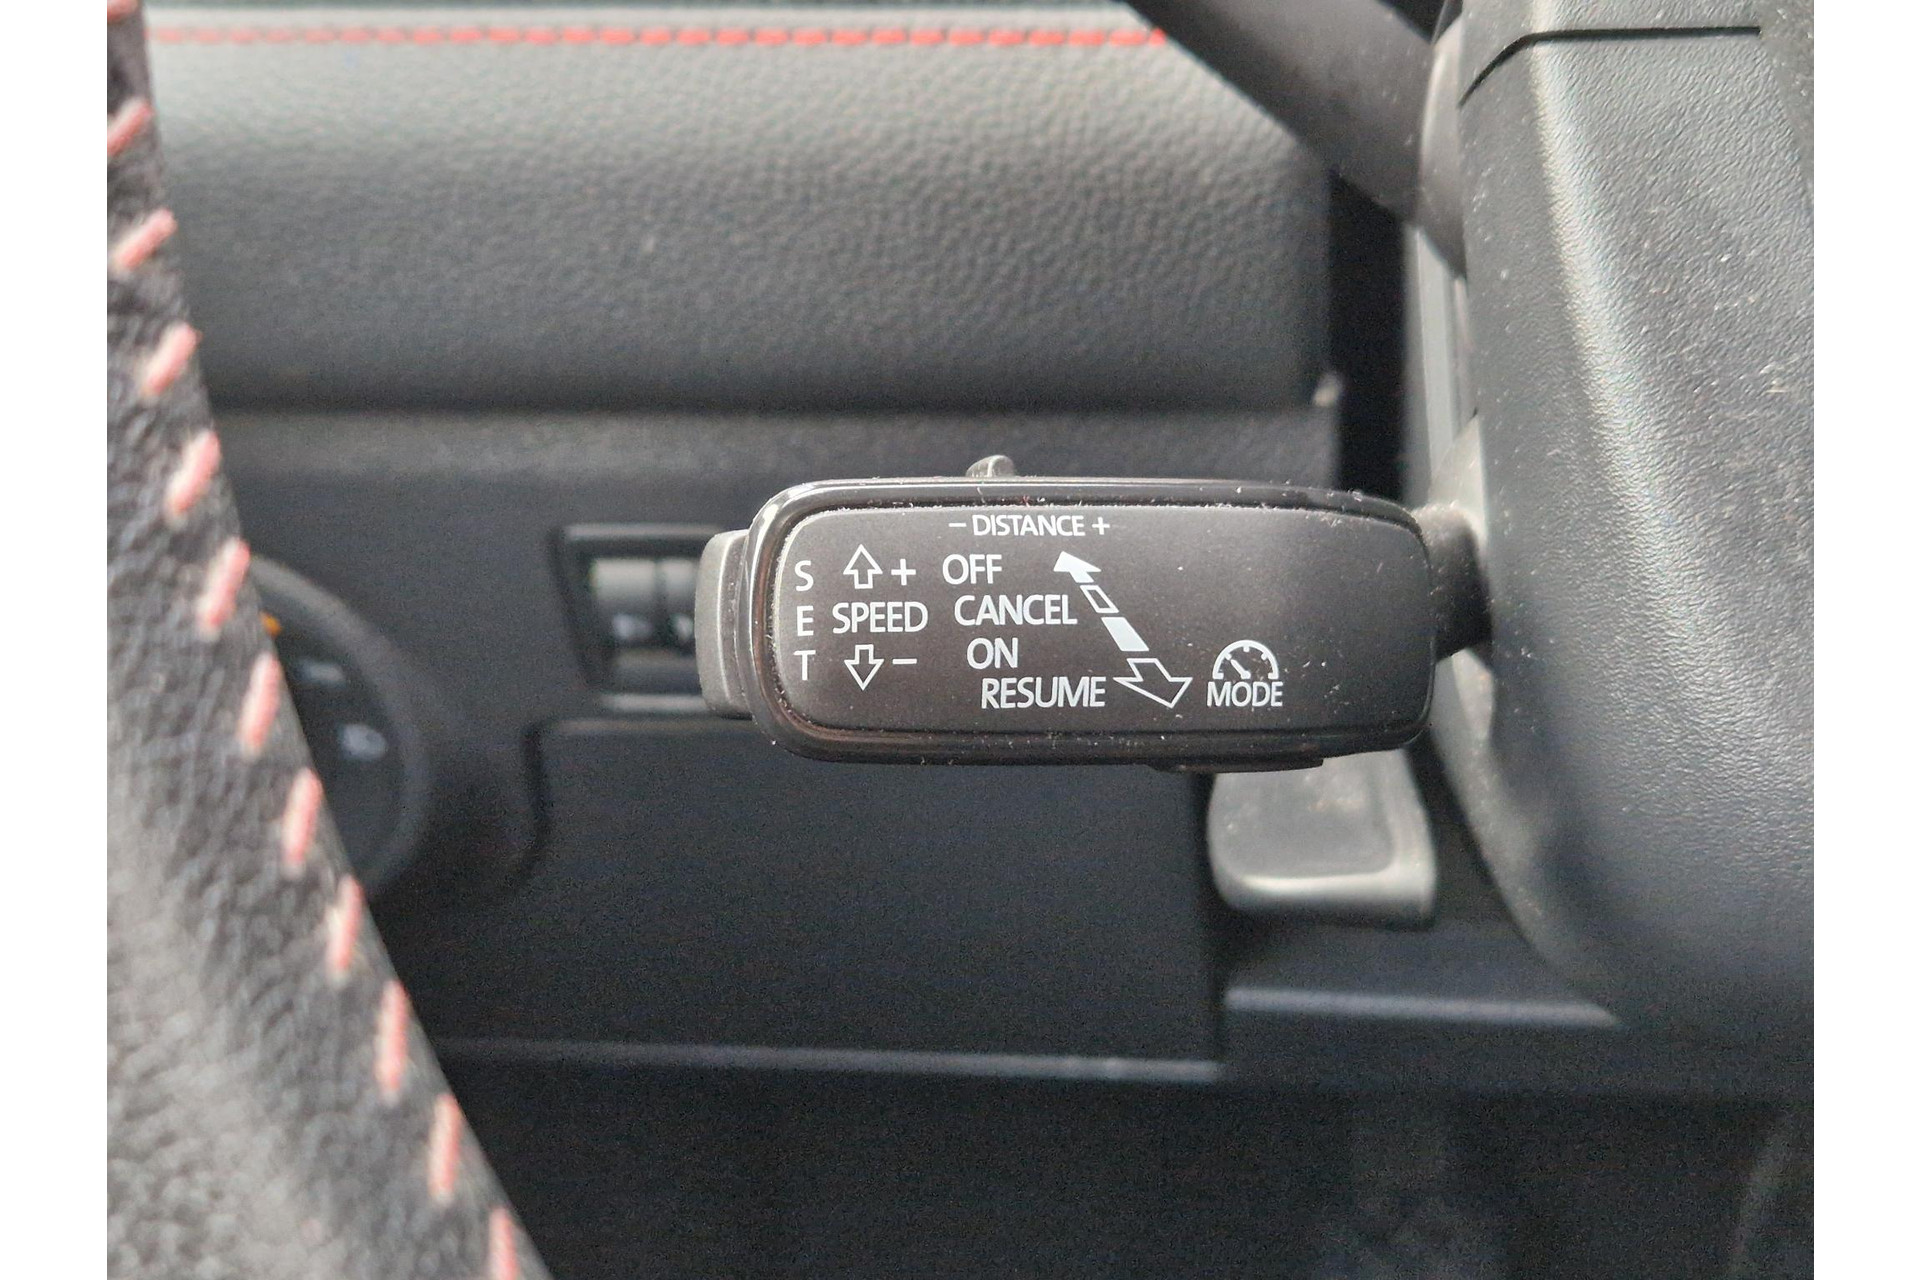 - DISTANCE +
S + OFF
E SPEED CANCEL
T - ON
RESUME MODE